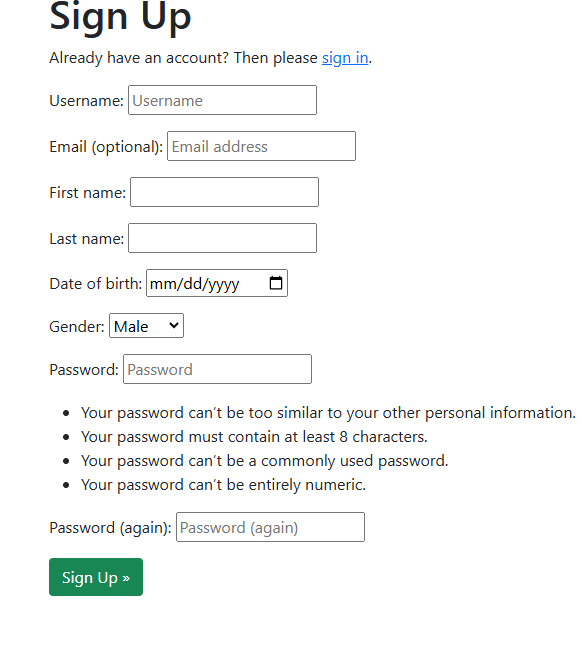 Sign Up
Already have an account? Then please sign in.
Username: Username
Email (optional): Email address
First name:
Last name:
Date of birth: mm/dd/yyyy
Gender: Male
Password: Password
Your password can't be too similar to your other personal information.
Your password must contain at least 8 characters.
Your password can't be a commonly used password.
Your password can't be entirely numeric.
Password (again): Password (again)
Sign Up »